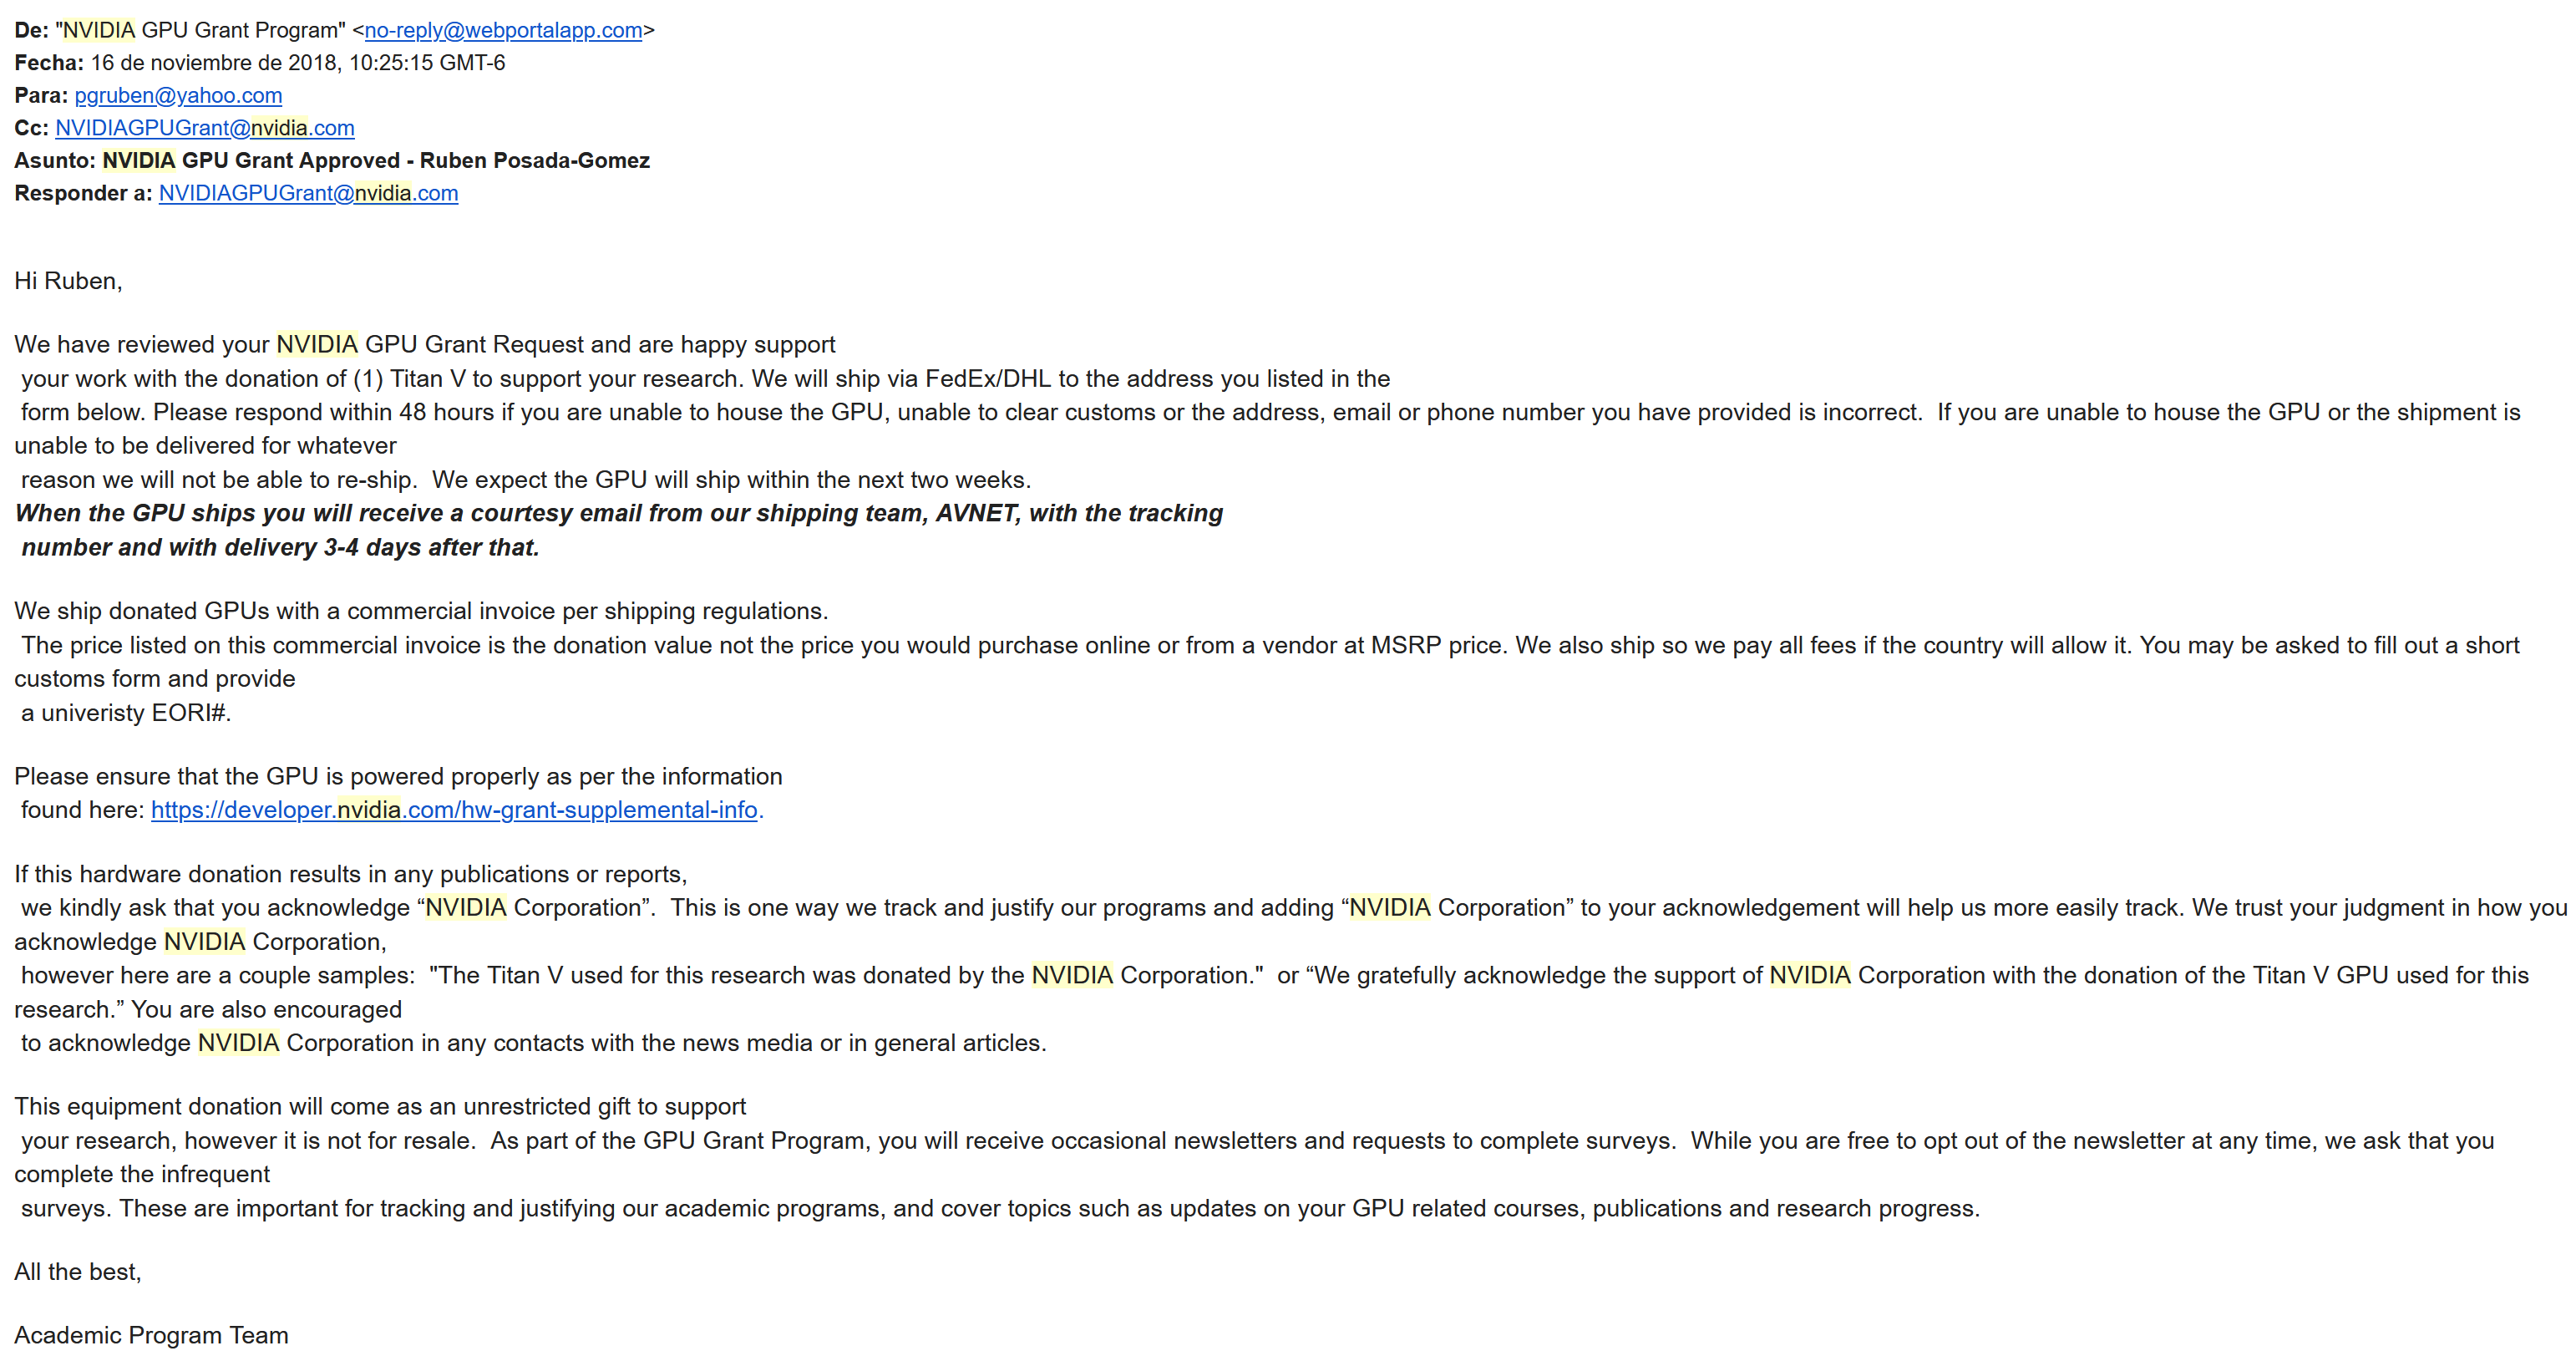 De: "NVIDIA GPU Grant Program" <no-reply@webportalapp.com>
Fecha: 16 de noviembre de 2018, 10:25:15 GMT-6
Para: pgruben@yahoo.com
Cc: NVIDIAGPUGrant@nvidia.com
Asunto: NVIDIA GPU Grant Approved - Ruben Posada-Gomez
Responder a: NVIDIAGPUGrant@nvidia.com
Hi Ruben,
We have reviewed your NVIDIA GPU Grant Request and are happy support
your work with the donation of (1) Titan V to support your research. We will ship via FedEx/DHL to the address you listed in the
form below. Please respond within 48 hours if you are unable to house the GPU, unable to clear customs or the address, email or phone number you have provided is incorrect.  If you are unable to house the GPU or the shipment is
unable to be delivered for whatever
reason we will not be able to re-ship.  We expect the GPU will ship within the next two weeks.
When the GPU ships you will receive a courtesy email from our shipping team, AVNET, with the tracking
number and with delivery 3-4 days after that.
We ship donated GPUs with a commercial invoice per shipping regulations.
The price listed on this commercial invoice is the donation value not the price you would purchase online or from a vendor at MSRP price. We also ship so we pay all fees if the country will allow it. You may be asked to fill out a short
customs form and provide
a univeristy EORI#.
Please ensure that the GPU is powered properly as per the information
found here: https://developer.nvidia.com/hw-grant-supplemental-info.
If this hardware donation results in any publications or reports,
we kindly ask that you acknowledge “NVIDIA Corporation”.  This is one way we track and justify our programs and adding “NVIDIA Corporation” to your acknowledgement will help us more easily track. We trust your judgment in how you
acknowledge NVIDIA Corporation,
however here are a couple samples:  "The Titan V used for this research was donated by the NVIDIA Corporation."  or “We gratefully acknowledge the support of NVIDIA Corporation with the donation of the Titan V GPU used for this
research.” You are also encouraged
to acknowledge NVIDIA Corporation in any contacts with the news media or in general articles.
This equipment donation will come as an unrestricted gift to support
your research, however it is not for resale.  As part of the GPU Grant Program, you will receive occasional newsletters and requests to complete surveys.  While you are free to opt out of the newsletter at any time, we ask that you
complete the infrequent
surveys. These are important for tracking and justifying our academic programs, and cover topics such as updates on your GPU related courses, publications and research progress.
All the best,
Academic Program Team